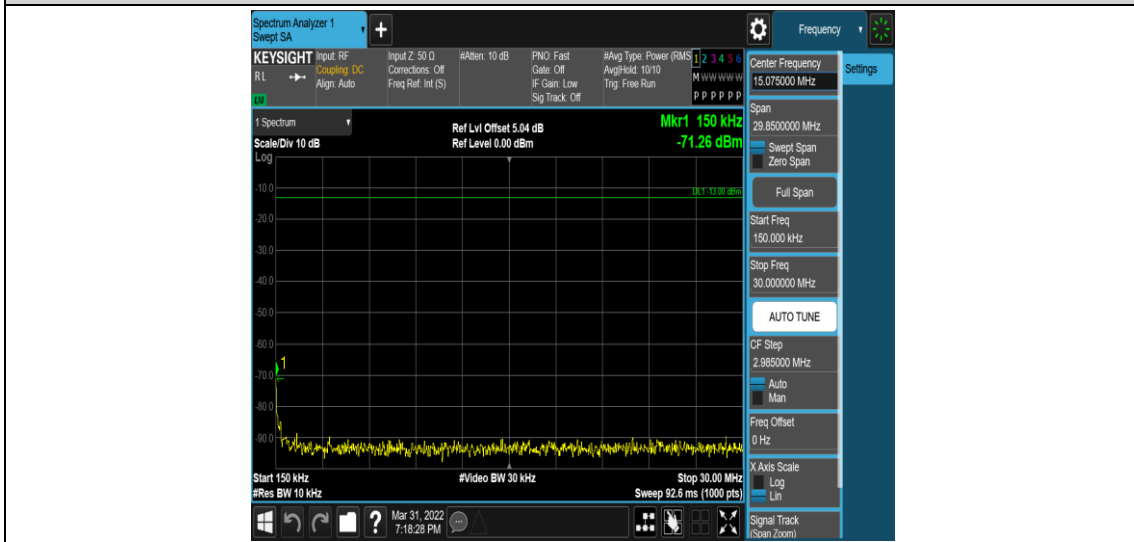 Spectrum Analyzer 1
Swept SA
+
Frequency
KEYSIGHT
RL
LXI
Input: RF
Coupling: DC
Align: Auto
Input Z: 50 Ω
Corrections: Off
Freq Ref: Int (S)
#Atten: 10 dB
PNO: Fast
Gate: Off
IF Gain: Low
Sig Track: Off
#Avg Type: Power (RMS
Avg|Hold: 10/10
Trig: Free Run
1 2 3 4 5 6
M W W W W W
P P P P P P
1 Spectrum
Scale/Div 10 dB
Log
Ref Lvl Offset 5.04 dB
Ref Level 0.00 dBm
Mkr1 150 kHz
-71.26 dBm
DL1 -13.00 dBm
-10.0
-20.0
-30.0
-40.0
-50.0
-60.0
1
-70.0
-80.0
-90.0
Start 150 kHz
#Res BW 10 kHz
#Video BW 30 kHz
Stop 30.00 MHz
Sweep 92.6 ms (1000 pts)
?
Mar 31, 2022
7:18:28 PM
Center Frequency
15.075000 MHz
Settings
Span
29.8500000 MHz
Swept Span
Zero Span
Full Span
Start Freq
150.000 kHz
Stop Freq
30.000000 MHz
AUTO TUNE
CF Step
2.985000 MHz
Auto
Man
Freq Offset
0 Hz
X Axis Scale
Log
Lin
Signal Track
(Span Zoom)